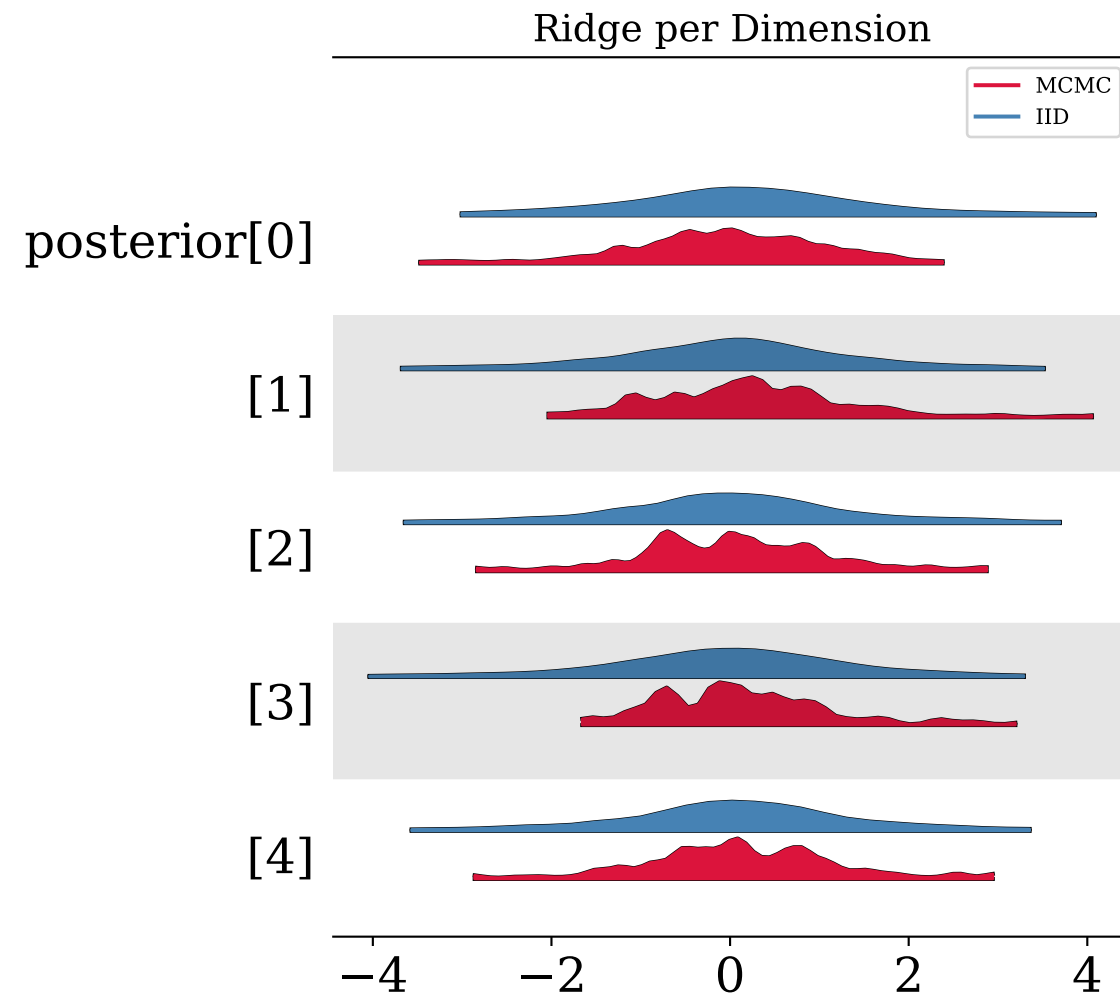 Ridge per Dimension
MCMC
IID
posterior[0]
[1]
[2]
[3]
[4]
−4 −2 0 2 4